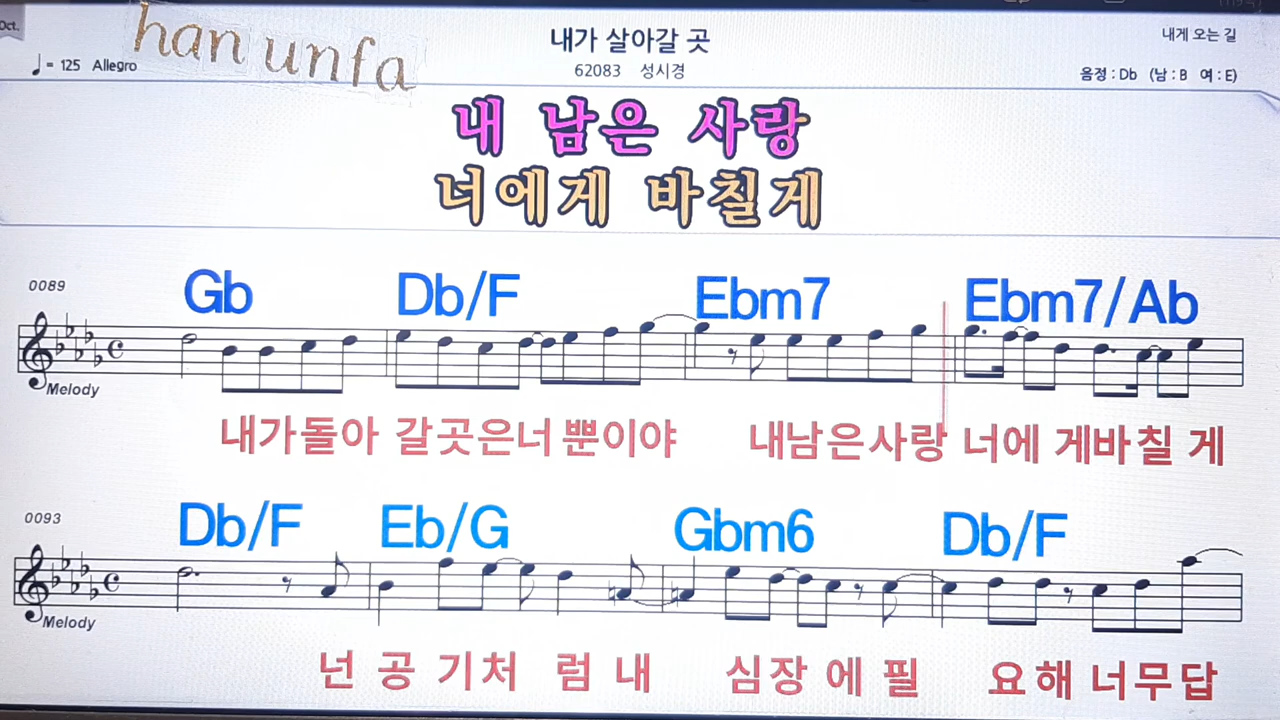 Oct.
han unfa
내가 살아갈 곳
내게 오는 길
♩= 125 Allegro
62083 성시경
음정 : Db (남 : B 여 : E)
내 남은 사랑
너에게 바칠게
0089
Gb Db/F Ebm7 Ebm7/Ab
Melody
내가돌아 갈곳은너 뿐이야 내남은사랑 너에 게바칠 게
0093
Db/F Eb/G Gbm6 Db/F
Melody
넌 공 기처 럼 내 심장 에 필 요해 너무답